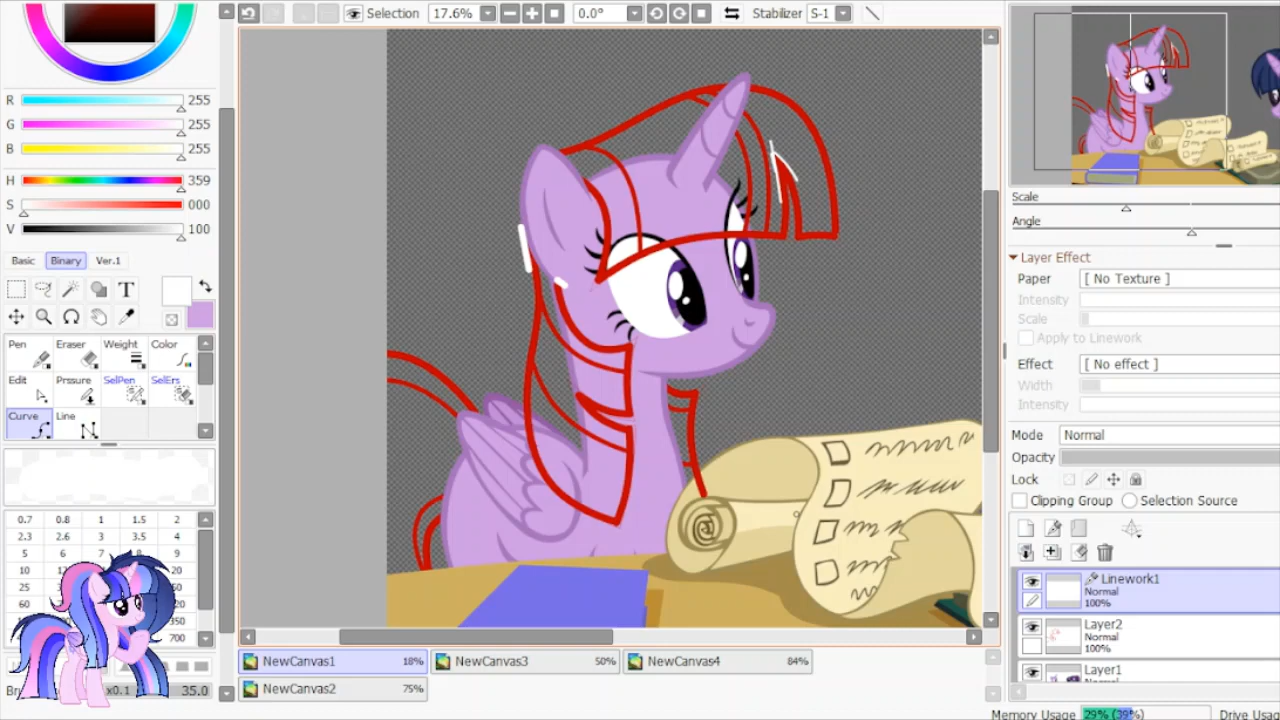 Selection 17.6% 0.0° Stabilizer S-1
R 255
G 255
B 255
H 359
S 000
V 100
Basic Binary Ver.1
T
Pen Eraser Weight Color
Edit Prssure SelPen SelErs
Curve Line
0.7 0.8 1 1.5 2
2.3 2.6 3 3.5 4
5 6 7 8 9
10 12 20
25
60
350
700
x0.1 35.0
NewCanvas1 18% NewCanvas3 50% NewCanvas4 84%
NewCanvas2 75%
Scale
Angle
Layer Effect
Paper: [ No Texture ]
Intensity
Scale
Apply to Linework
Effect [ No effect ]
Width
Intensity
Mode Normal
Opacity
Lock
Clipping Group Selection Source
Linework1
Normal
100%
Layer2
Normal
100%
Layer1
Memory Usage 29% (39%) Drive Usa